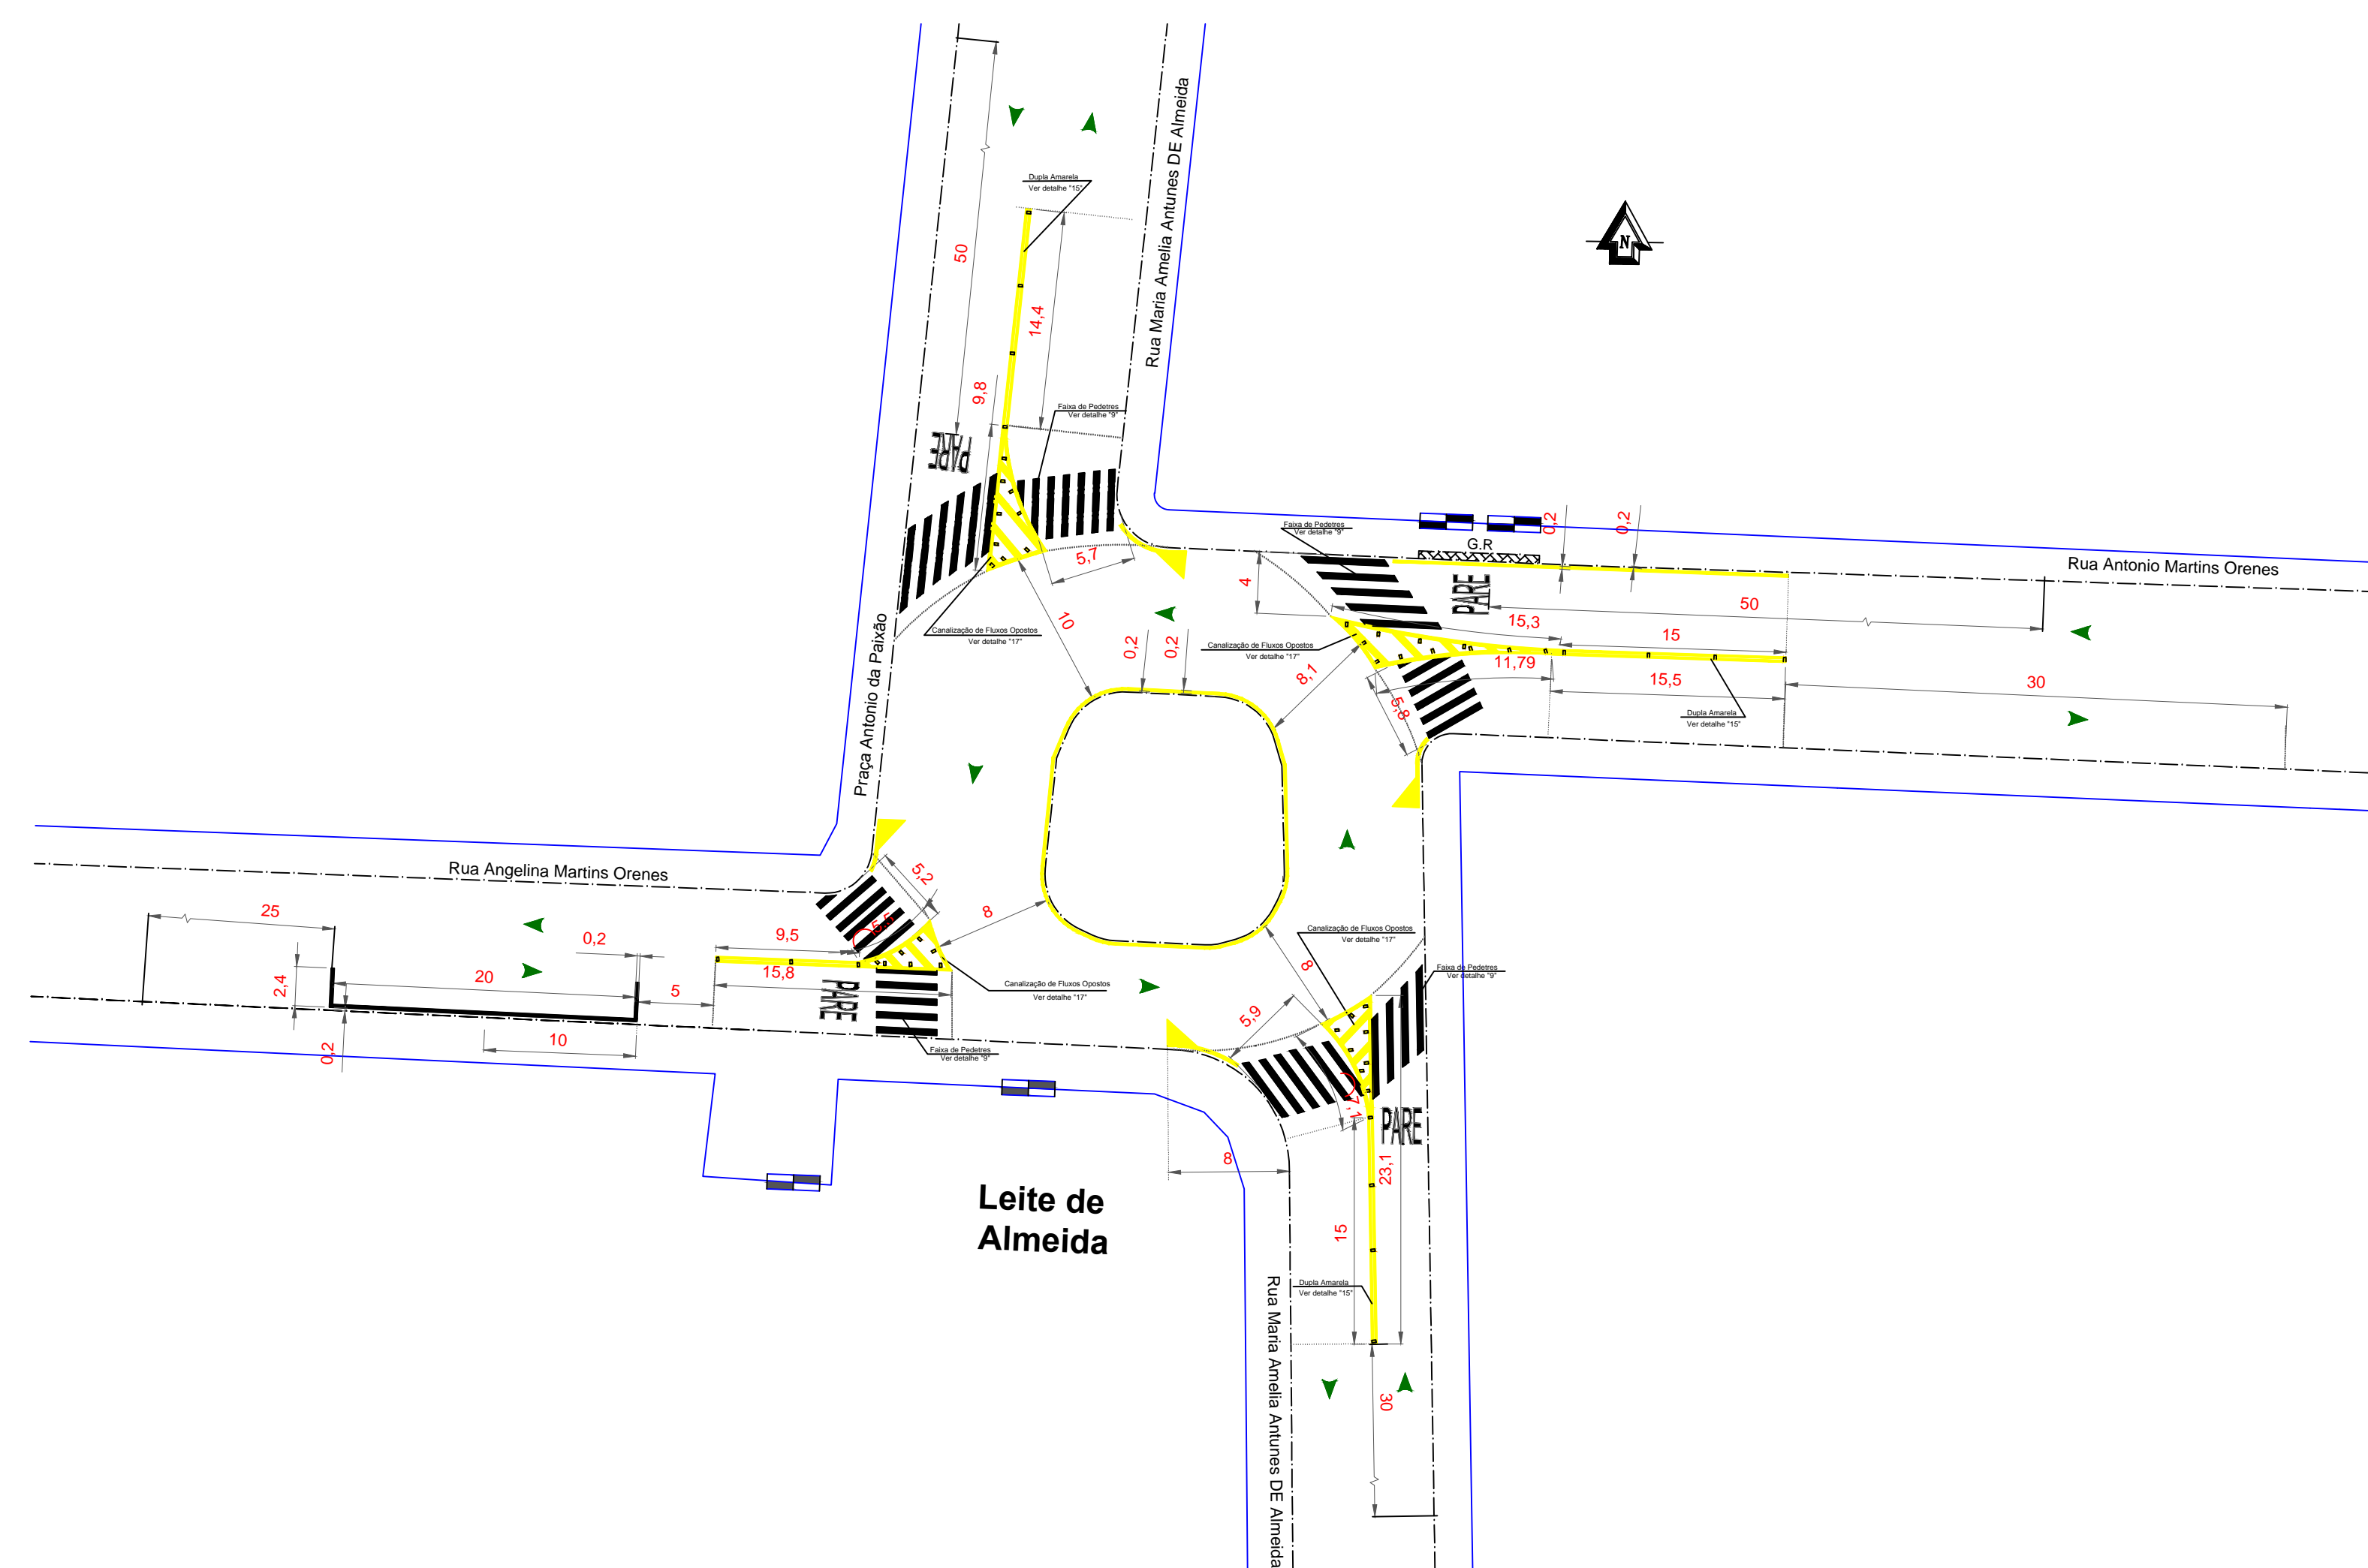 Rua Maria Amelia Antunes DE Almeida
Dupla Amarela
Ver detalhe "15"
N
50
14,4
9,8
Faixa de Pedetres
Ver detalhe "9"
PARE
5,7
Canalização de Fluxos Opostos
Ver detalhe "17"
10
Praça Antonio da Paixão
Faixa de Pedetres
Ver detalhe "9"
G.R
0,2
0,2
Rua Antonio Martins Orenes
4
PARE
50
15,3
15
Canalização de Fluxos Opostos
Ver detalhe "17"
11,79
15,5
30
8,1
5,8
Dupla Amarela
Ver detalhe "15"
0,2
0,2
Rua Angelina Martins Orenes
5,2
25
5,5
8
0,2
9,5
15,8
2,4
20
5
PARE
Canalização de Fluxos Opostos
Ver detalhe "17"
0,2
10
Faixa de Pedetres
Ver detalhe "9"
Canalização de Fluxos Opostos
Ver detalhe "17"
8
Faixa de Pedetres
Ver detalhe "9"
5,9
7,1
PARE
8
23,1
15
Leite de
Almeida
Dupla Amarela
Ver detalhe "15"
Rua Maria Amelia Antunes DE Almeida
30